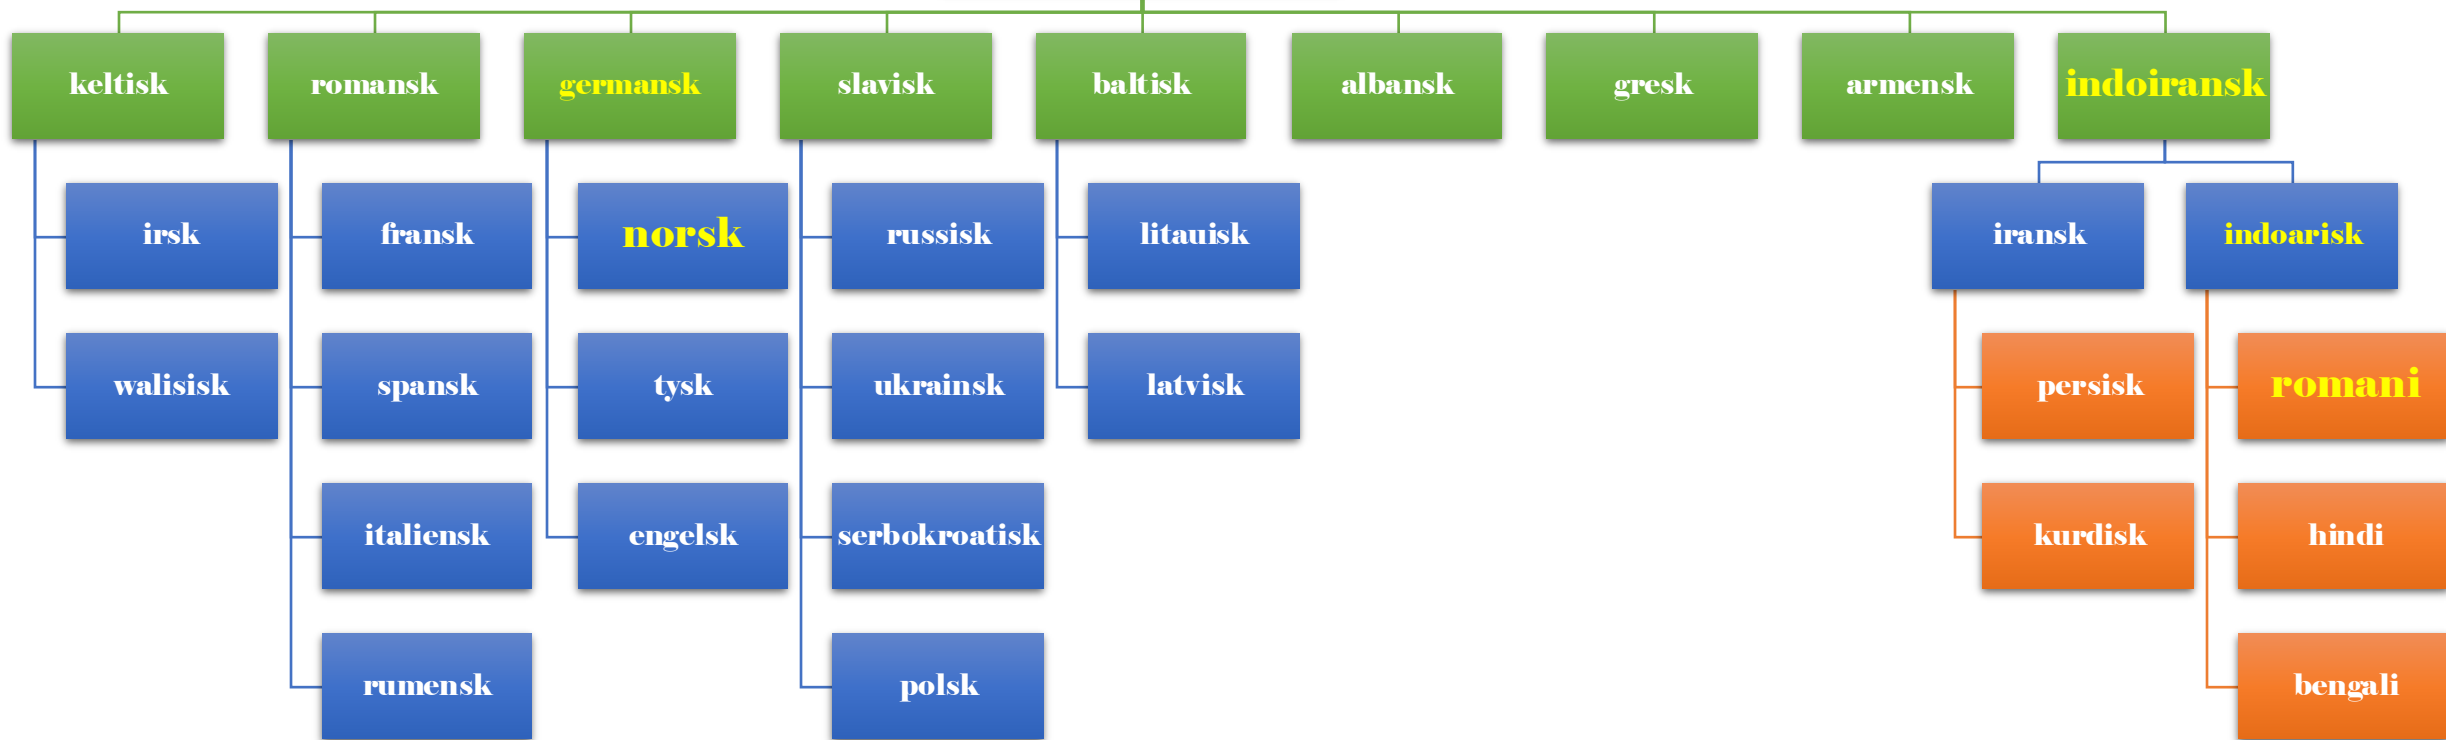 keltisk
romansk
germansk
slavisk
baltisk
albansk
gresk
armensk
indoiransk
irsk
fransk
norsk
russisk
litauisk
iransk
indoarisk
walisisk
spansk
tysk
ukrainsk
latvisk
persisk
romani
italiensk
engelsk
serbokroatisk
kurdisk
hindi
rumensk
polsk
bengali